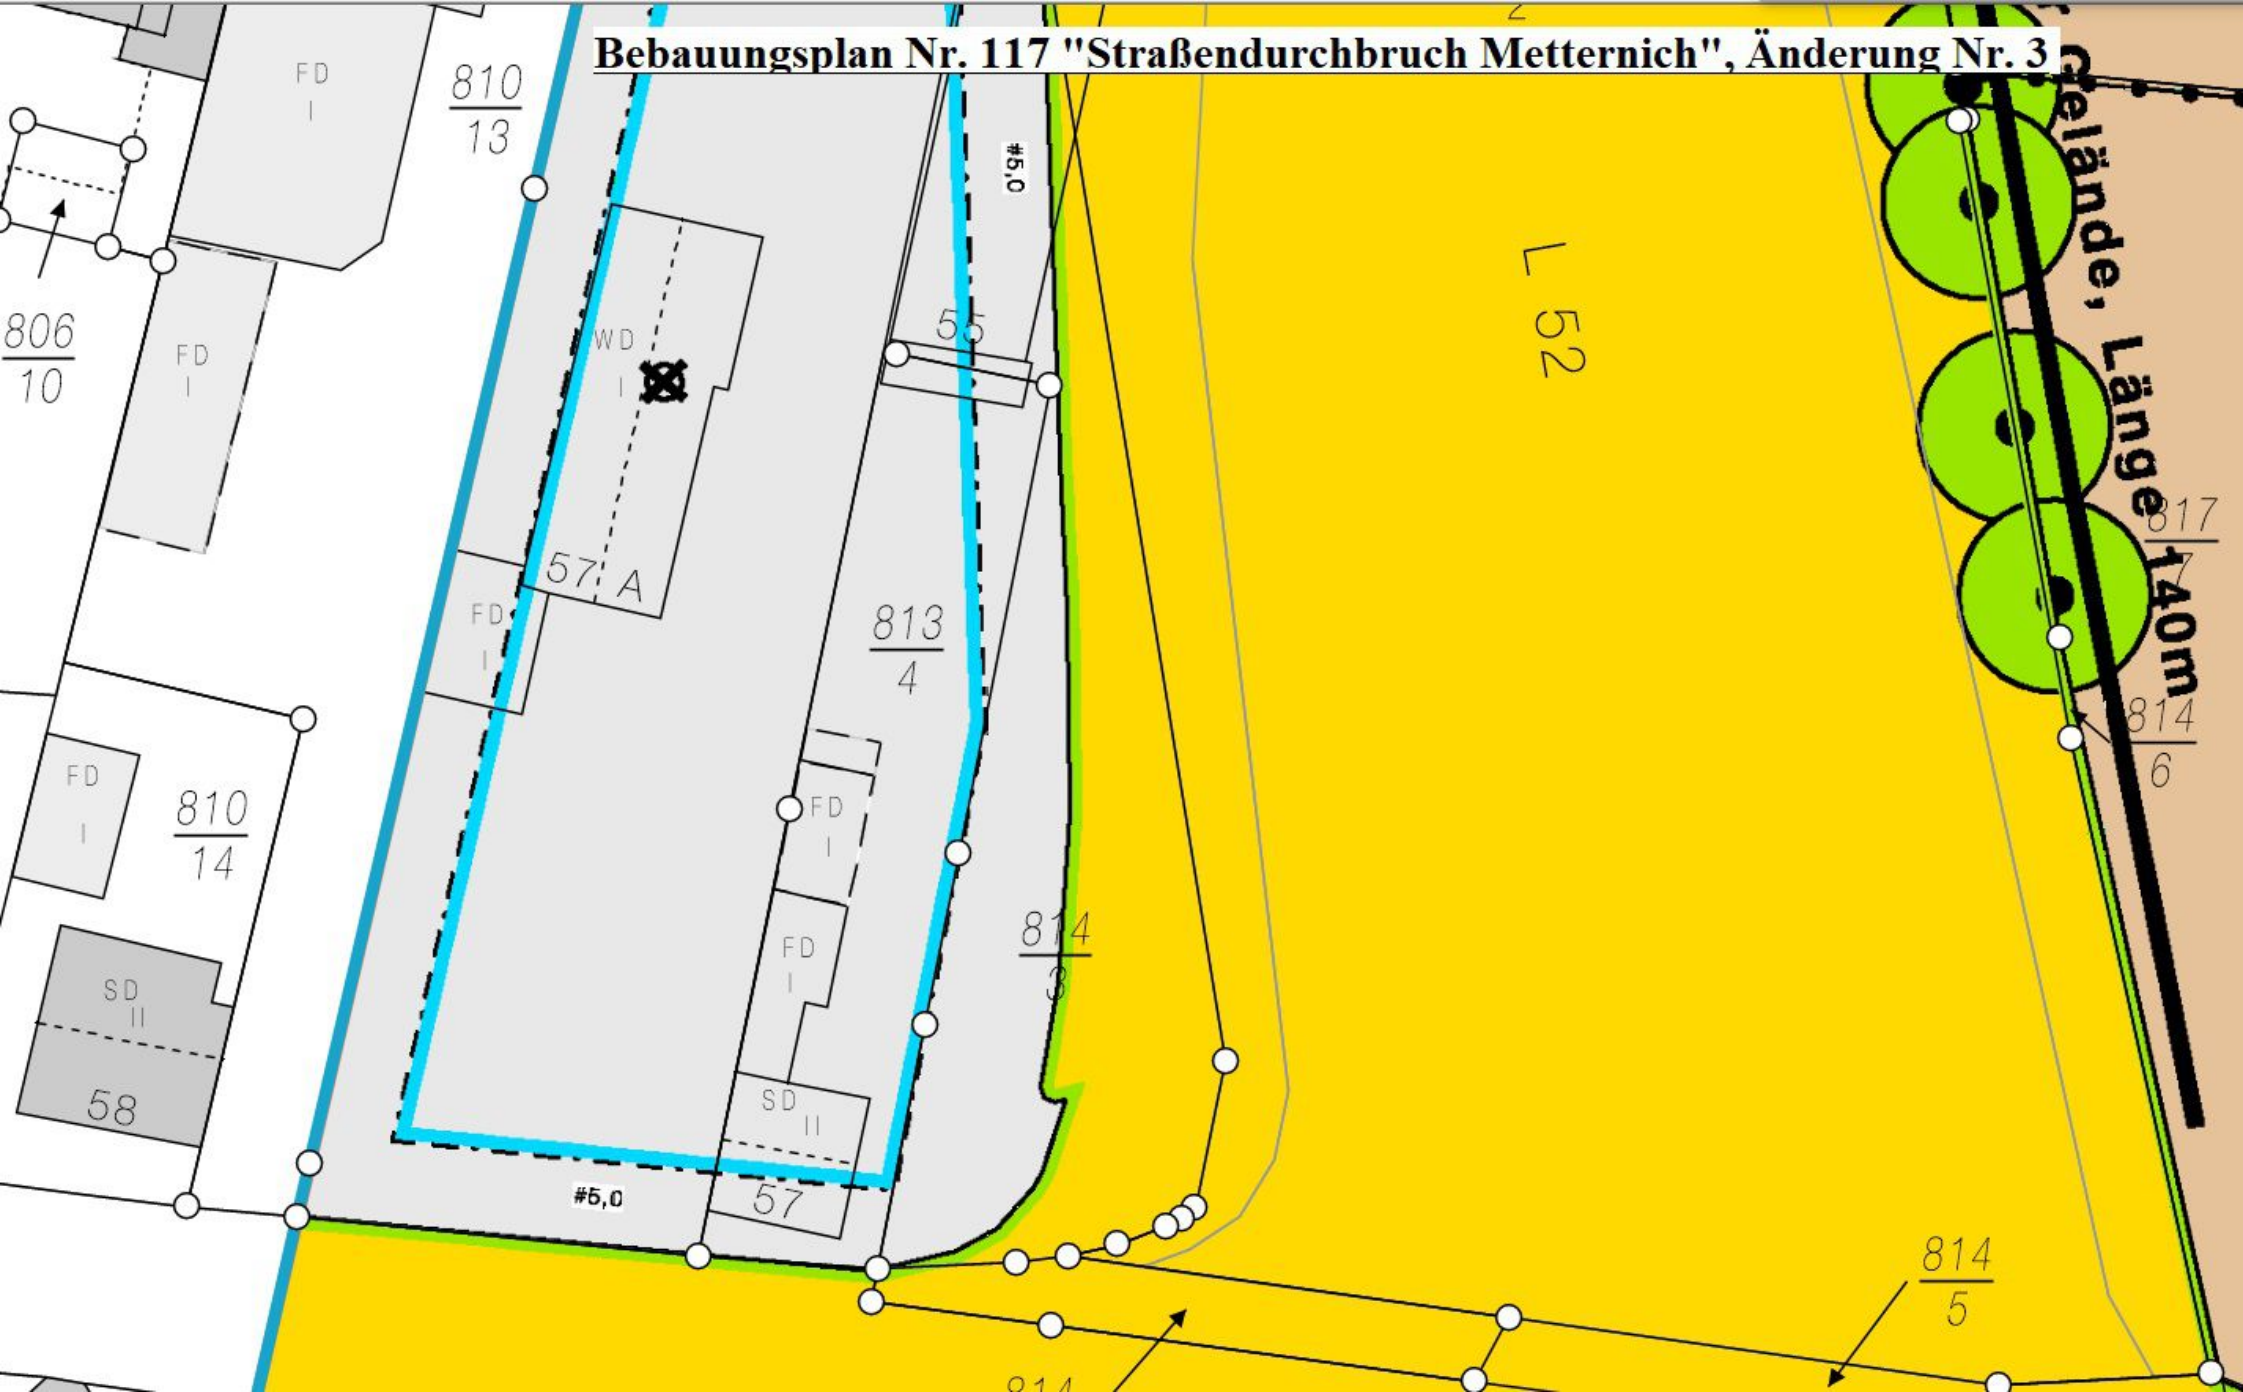 Bebauungsplan Nr. 117 "Straßendurchbruch Metternich", Änderung Nr. 3
FD
I
810
13
#5,0
Gelände, Länge 140m
L 52
806
10
FD
I
WD
I
55
57 A
FD
I
813
4
817
7
814
6
FD
I
810
14
FD
I
814
3
FD
I
SD
II
58
SD
II
57
#5,0
814
5
814